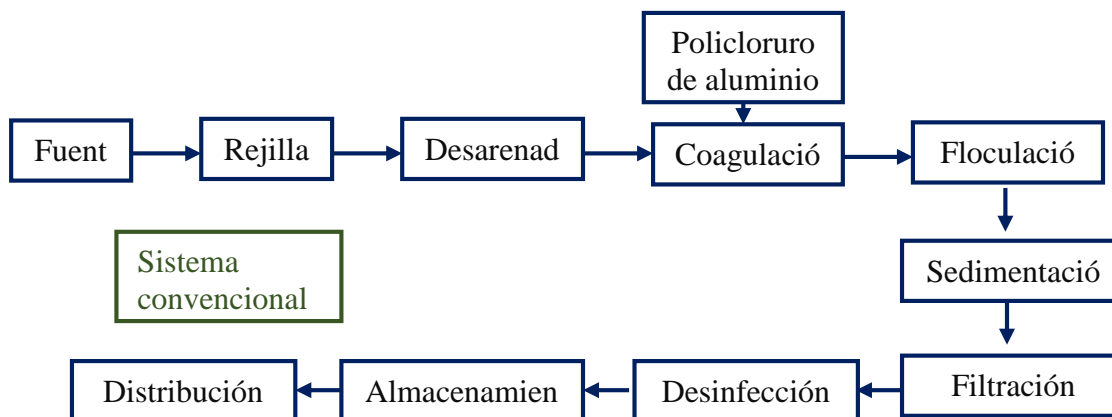 Policloruro
de aluminio
Fuent
Rejilla
Desarenad
Coagulació
Floculació
Sistema
convencional
Sedimentació
Distribución
Almacenamien
Desinfección
Filtración